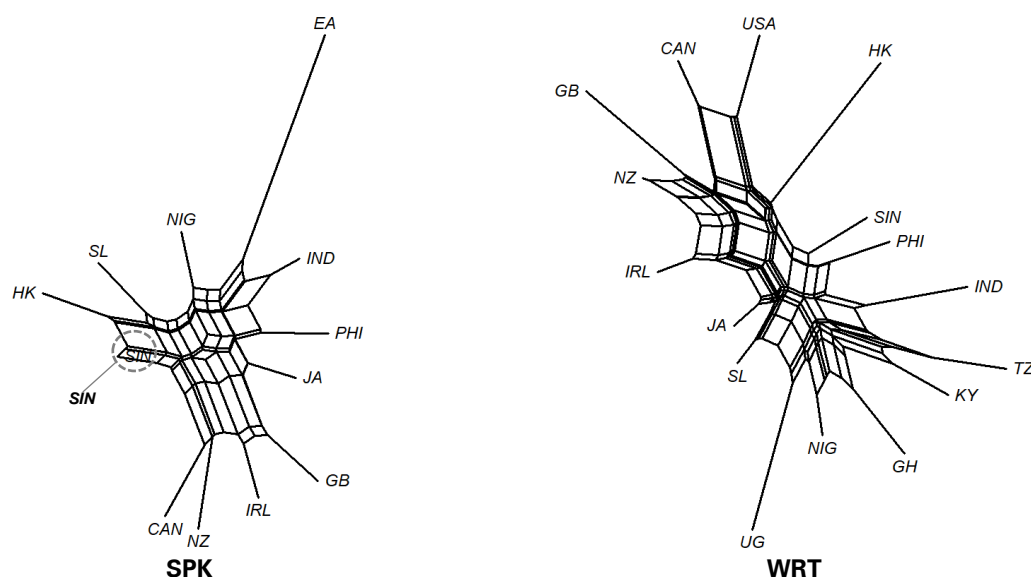 EA
NIG
SL
IND
HK
SIN
PHI
SIN
JA
GB
IRL
CAN
NZ
SPK
USA
CAN
HK
GB
NZ
SIN
PHI
IRL
IND
JA
SL
TZ
KY
NIG
GH
UG
WRT